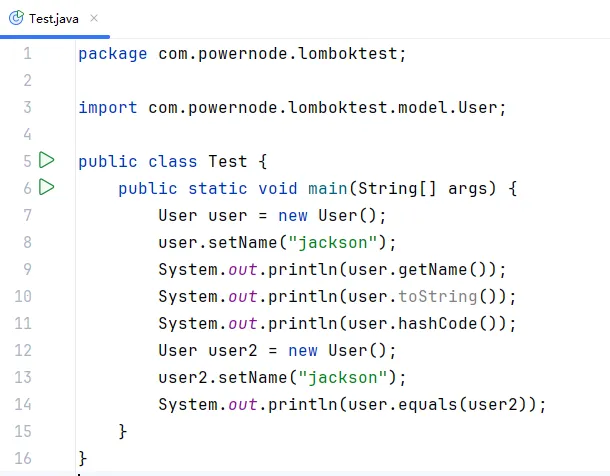 Test.java
1 package com.powernode.lomboktest;
2
3 import com.powernode.lomboktest.model.User;
4
5 public class Test {
6     public static void main(String[] args) {
7         User user = new User();
8         user.setName("jackson");
9         System.out.println(user.getName());
10         System.out.println(user.toString());
11         System.out.println(user.hashCode());
12         User user2 = new User();
13         user2.setName("jackson");
14         System.out.println(user.equals(user2));
15     }
16 }